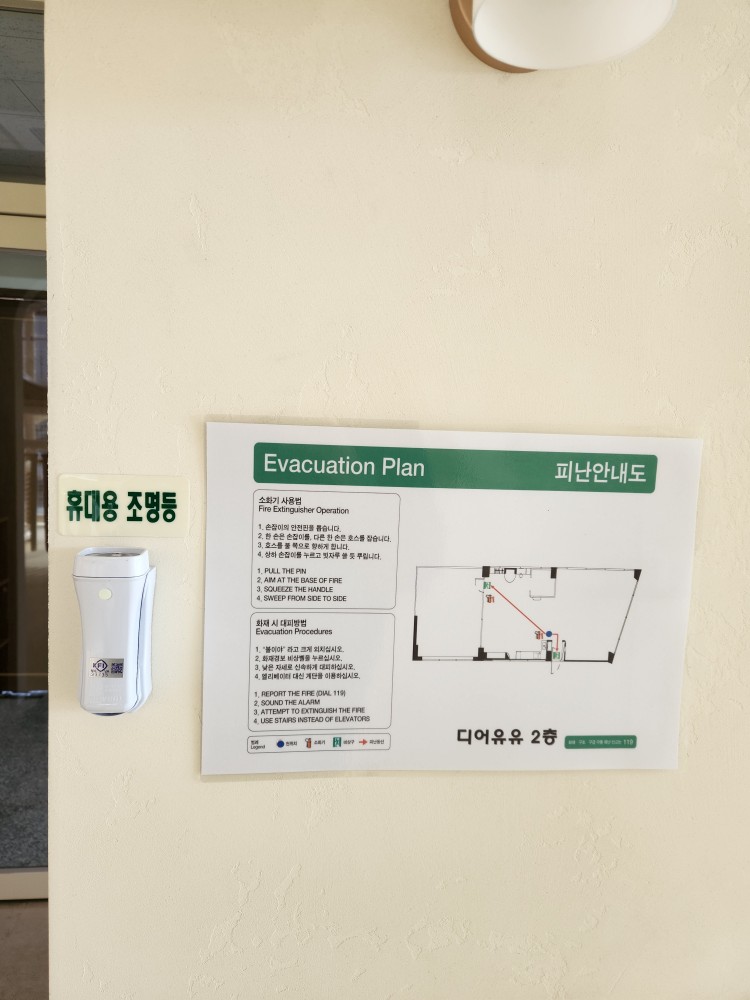 휴대용 조명등
KFI
Evacuation Plan
피난안내도
소화기 사용법
Fire Extinguisher Operation
1. 손잡이의 안전핀을 뽑습니다.
2. 한 손은 손잡이를, 다른 한 손은 호스를 잡습니다.
3. 호스를 불 쪽으로 향하게 합니다.
4. 상하 손잡이를 누르고 빗자루 쓸 듯 뿌립니다.
1. PULL THE PIN
2. AIM AT THE BASE OF FIRE
3. SQUEEZE THE HANDLE
4. SWEEP FROM SIDE TO SIDE
화재 시 대피방법
Evacuation Procedures
1. "불이야" 라고 크게 외치십시오.
2. 화재경보 비상벨을 누르십시오.
3. 낮은 자세로 신속하게 대피하십시오.
4. 엘리베이터 대신 계단을 이용하십시오.
1. REPORT THE FIRE (DIAL 119)
2. SOUND THE ALARM
3. ATTEMPT TO EXTINGUISH THE FIRE
4. USE STAIRS INSTEAD OF ELEVATORS
범례
Legend
현위치
소화기
비상구
피난동선
디어유유 2층
119